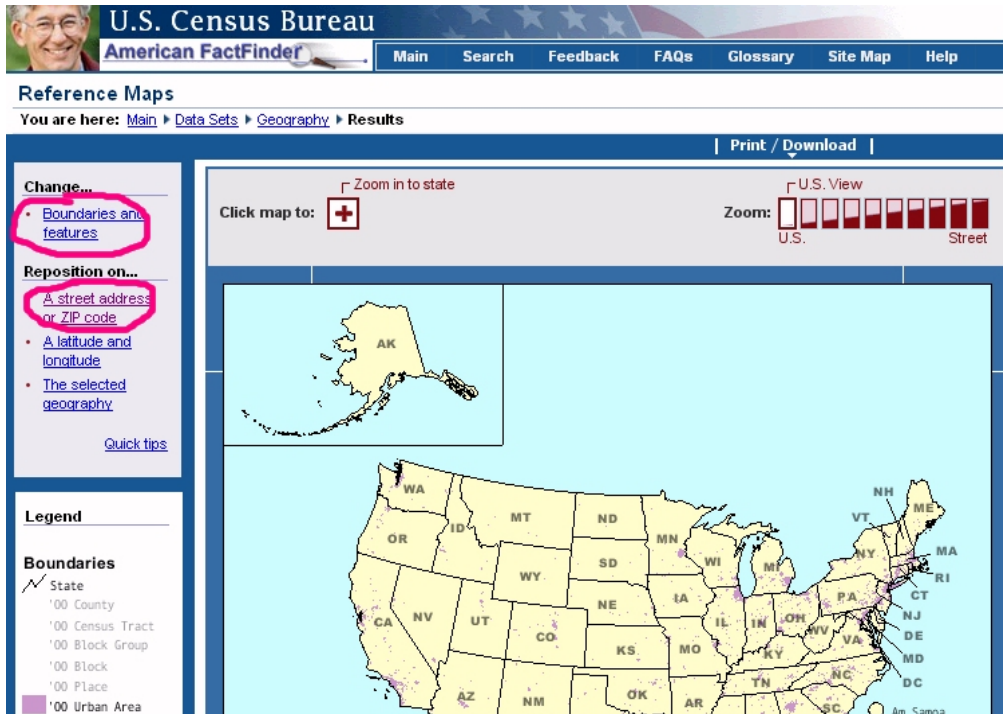 U.S. Census Bureau
American FactFinder
Main Search Feedback FAQs Glossary Site Map Help
Reference Maps
You are here: Main Data Sets Geography Results
| Print / Download |
Change...
Boundaries and
features
Reposition on...
A street address
or ZIP code
A latitude and
longitude
The selected
geography
Quick tips
Legend
Boundaries
State
'00 County
'00 Census Tract
'00 Block Group
'00 Block
'00 Place
'00 Urban Area
Zoom in to state
Click map to:
U.S. View
Zoom:
U.S. Street
AK
WA
MT
ND
MN
NH
VT
ME
OR
ID
SD
WI
MI
NY
MA
RI
WY
IA
PA
CT
NJ
CA
NV
UT
CO
NE
IL
IN
OH
WV
VA
DE
MD
DC
KS
MO
KY
AZ
NM
OK
AR
TN
NC
SC
Am. Samoa